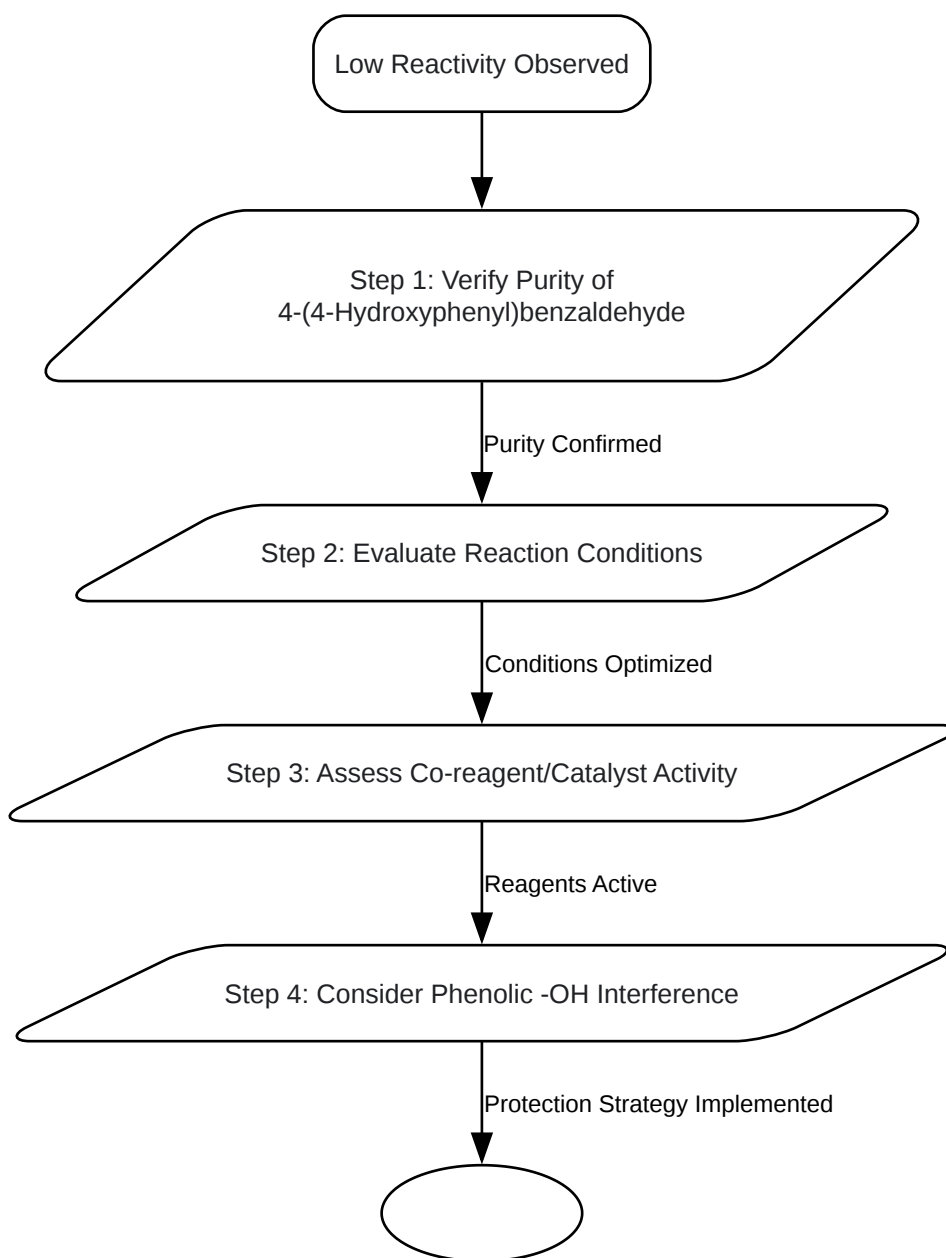 Low Reactivity Observed
Step 1: Verify Purity of
4-(4-Hydroxyphenyl)benzaldehyde
Purity Confirmed
Step 2: Evaluate Reaction Conditions
Conditions Optimized
Step 3: Assess Co-reagent/Catalyst Activity
Reagents Active
Step 4: Consider Phenolic -OH Interference
Protection Strategy Implemented